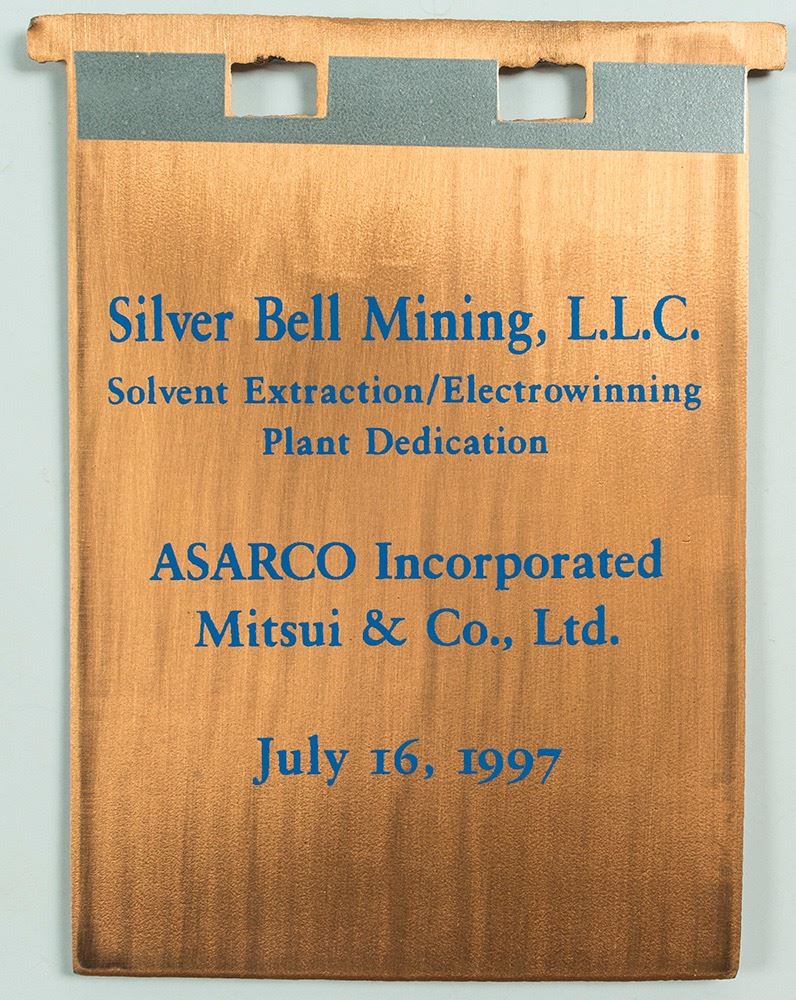 Silver Bell Mining, L.L.C.
Solvent Extraction/Electrowinning
Plant Dedication
ASARCO Incorporated
Mitsui & Co., Ltd.
July 16, 1997